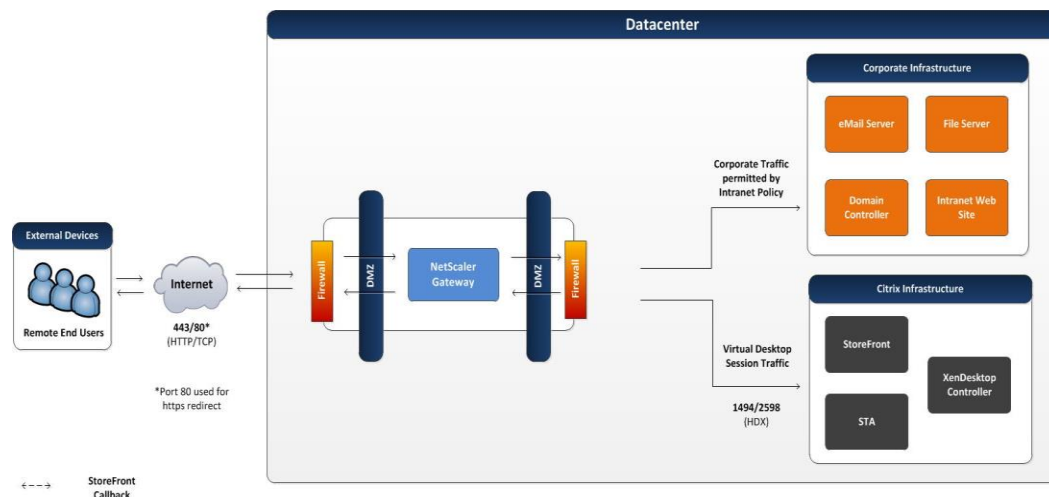 Datacenter
Corporate Infrastructure
eMail Server
File Server
Domain
Controller
Intranet Web
Site
Corporate Traffic
permitted by
Intranet Policy
External Devices
Remote End Users
Internet
443/80*
(HTTP/TCP)
*Port 80 used for
https redirect
Firewall
DMZ
NetScaler
Gateway
DMZ
Firewall
Virtual Desktop
Session Traffic
1494/2598
(HDX)
Citrix Infrastructure
StoreFront
XenDesktop
Controller
STA
StoreFront
Callback